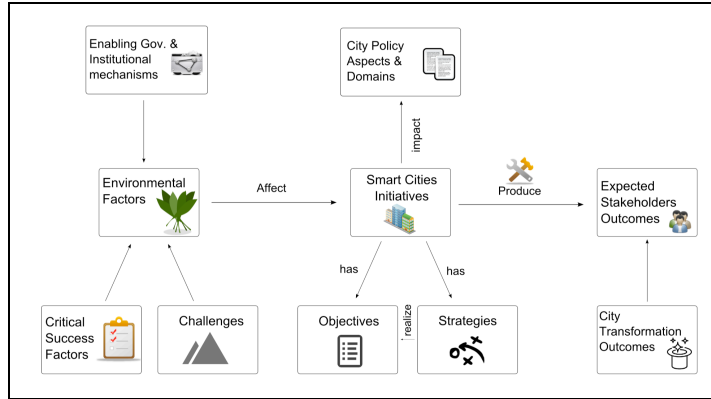 Enabling Gov. &
Institutional
mechanisms
City Policy
Aspects &
Domains
impact
Environmental
Factors
Affect
Smart Cities
Initiatives
Produce
Expected
Stakeholders
Outcomes
has
has
Critical
Success
Factors
Challenges
Objectives
realize
Strategies
City
Transformation
Outcomes